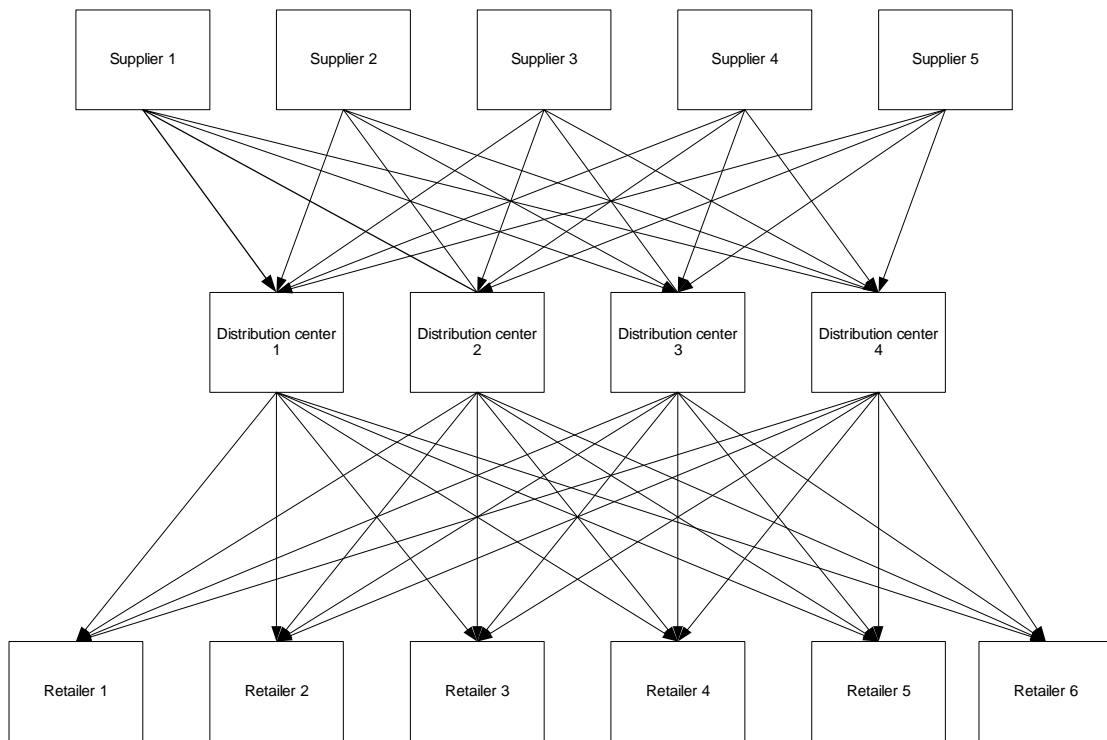 Supplier 1
Supplier 2
Supplier 3
Supplier 4
Supplier 5
Distribution center
1
Distribution center
2
Distribution center
3
Distribution center
4
Retailer 1
Retailer 2
Retailer 3
Retailer 4
Retailer 5
Retailer 6